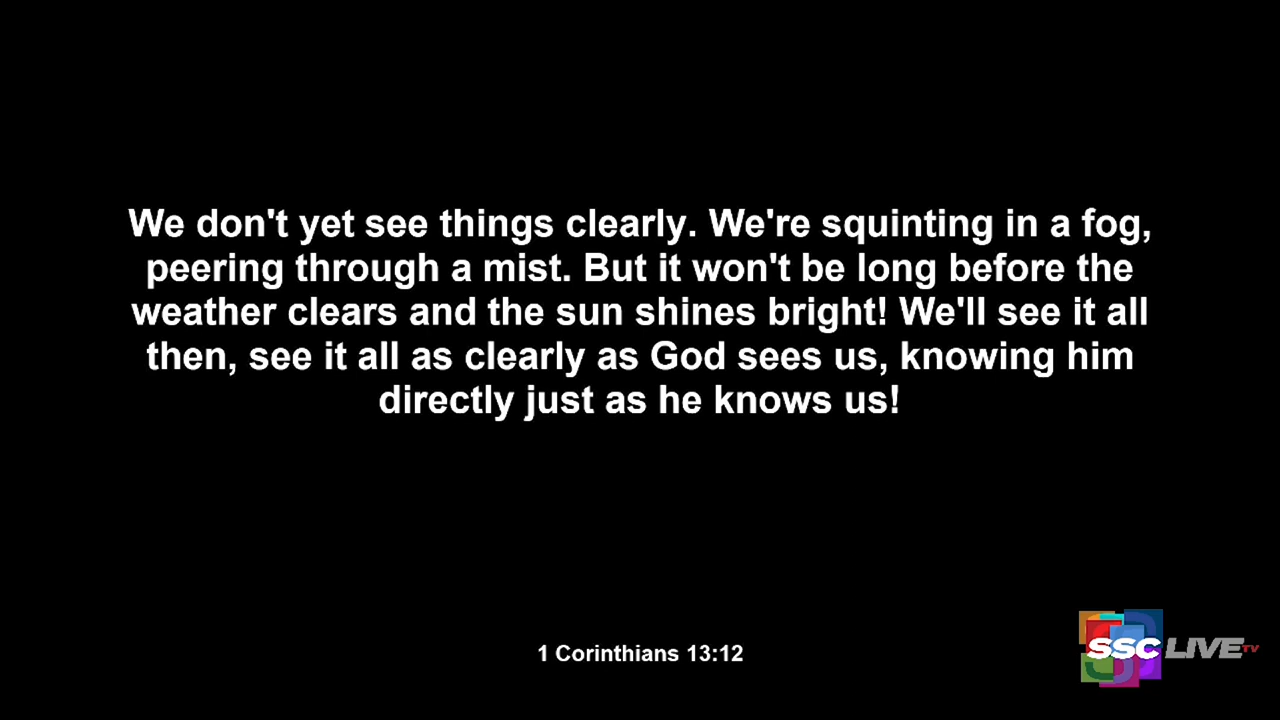 We don't yet see things clearly. We're squinting in a fog,
peering through a mist. But it won't be long before the
weather clears and the sun shines bright! We'll see it all
then, see it all as clearly as God sees us, knowing him
directly just as he knows us!
1 Corinthians 13:12
SSC LIVE TV